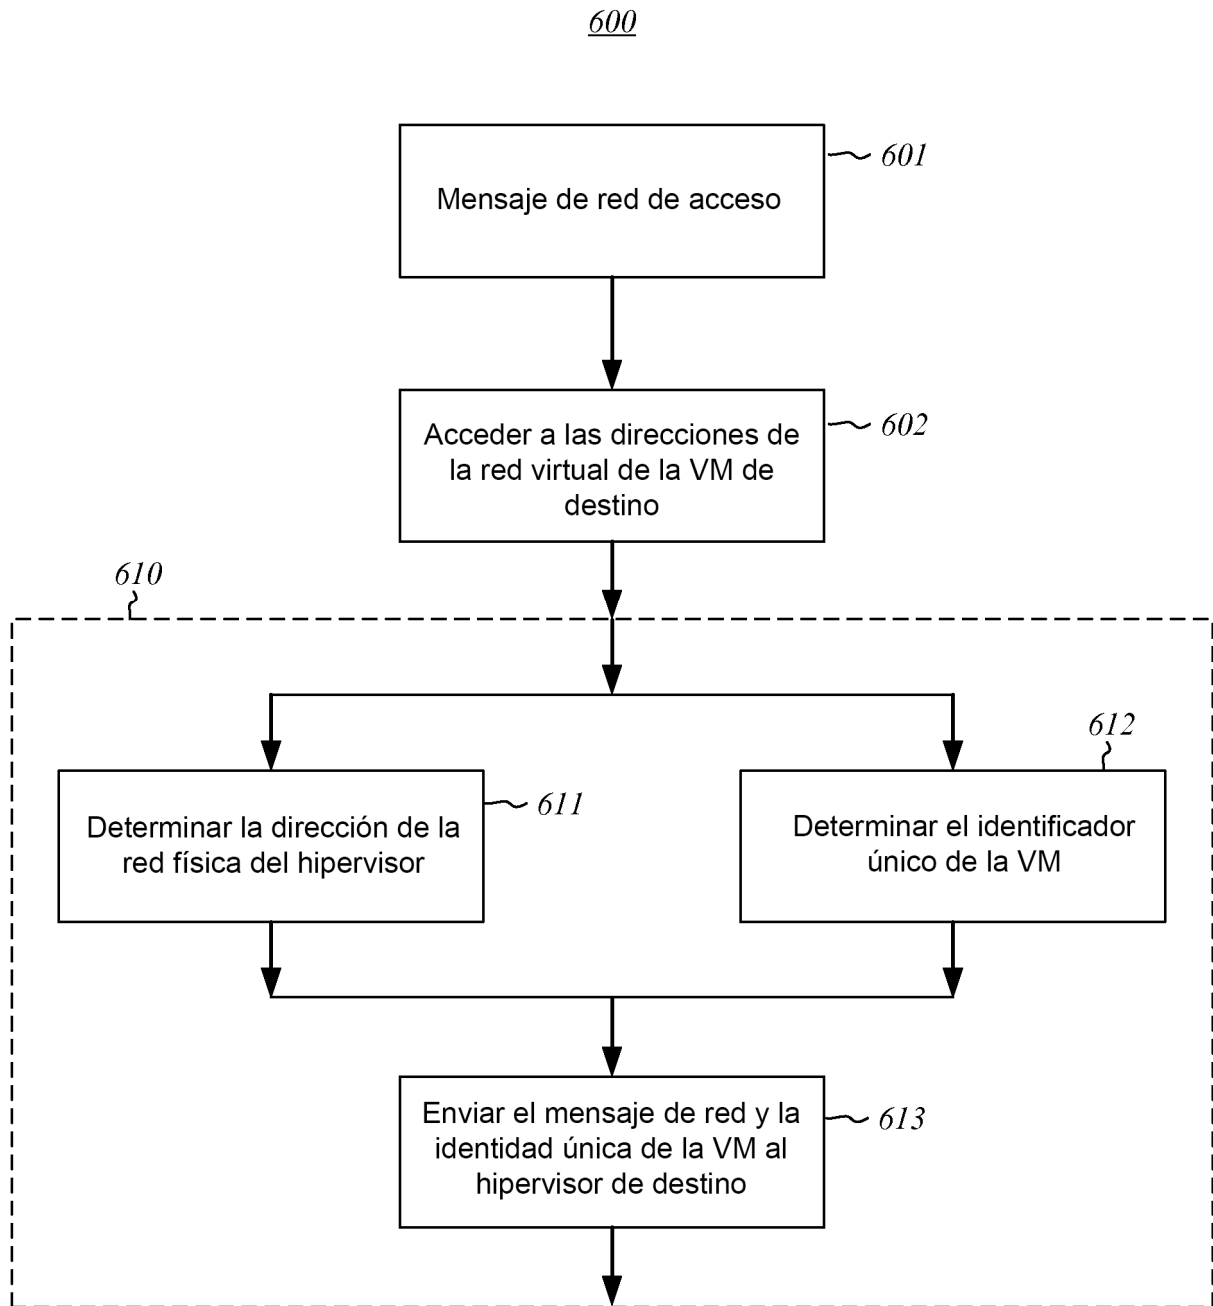 600
601
Mensaje de red de acceso
602
Acceder a las direcciones de
la red virtual de la VM de
destino
610
612
611
Determinar la dirección de la
red física del hipervisor
Determinar el identificador
único de la VM
613
Enviar el mensaje de red y la
identidad única de la VM al
hipervisor de destino